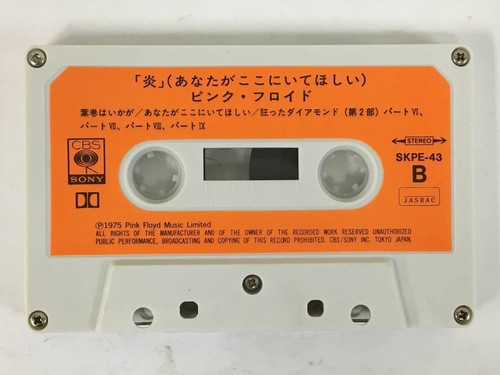 「炎」(あなたがここにいてほしい)
ピンク・フロイド
葉巻はいかが/あなたがここにいてほしい/狂ったダイアモンド(第2部)パートⅥ、
パートⅦ、パートⅧ、パートⅨ
CBS
SONY
STEREO
SKPE-43
B
JASRAC
Ⓟ1975 Pink Floyd Music Limited
ALL RIGHTS OF THE MANUFACTURER AND OF THE OWNER OF THE RECORDED WORK RESERVED UNAUTHORIZED
PUBLIC PERFORMANCE, BROADCASTING AND COPYING OF THIS RECORD PROHIBITED. CBS/SONY INC. TOKYO JAPAN.